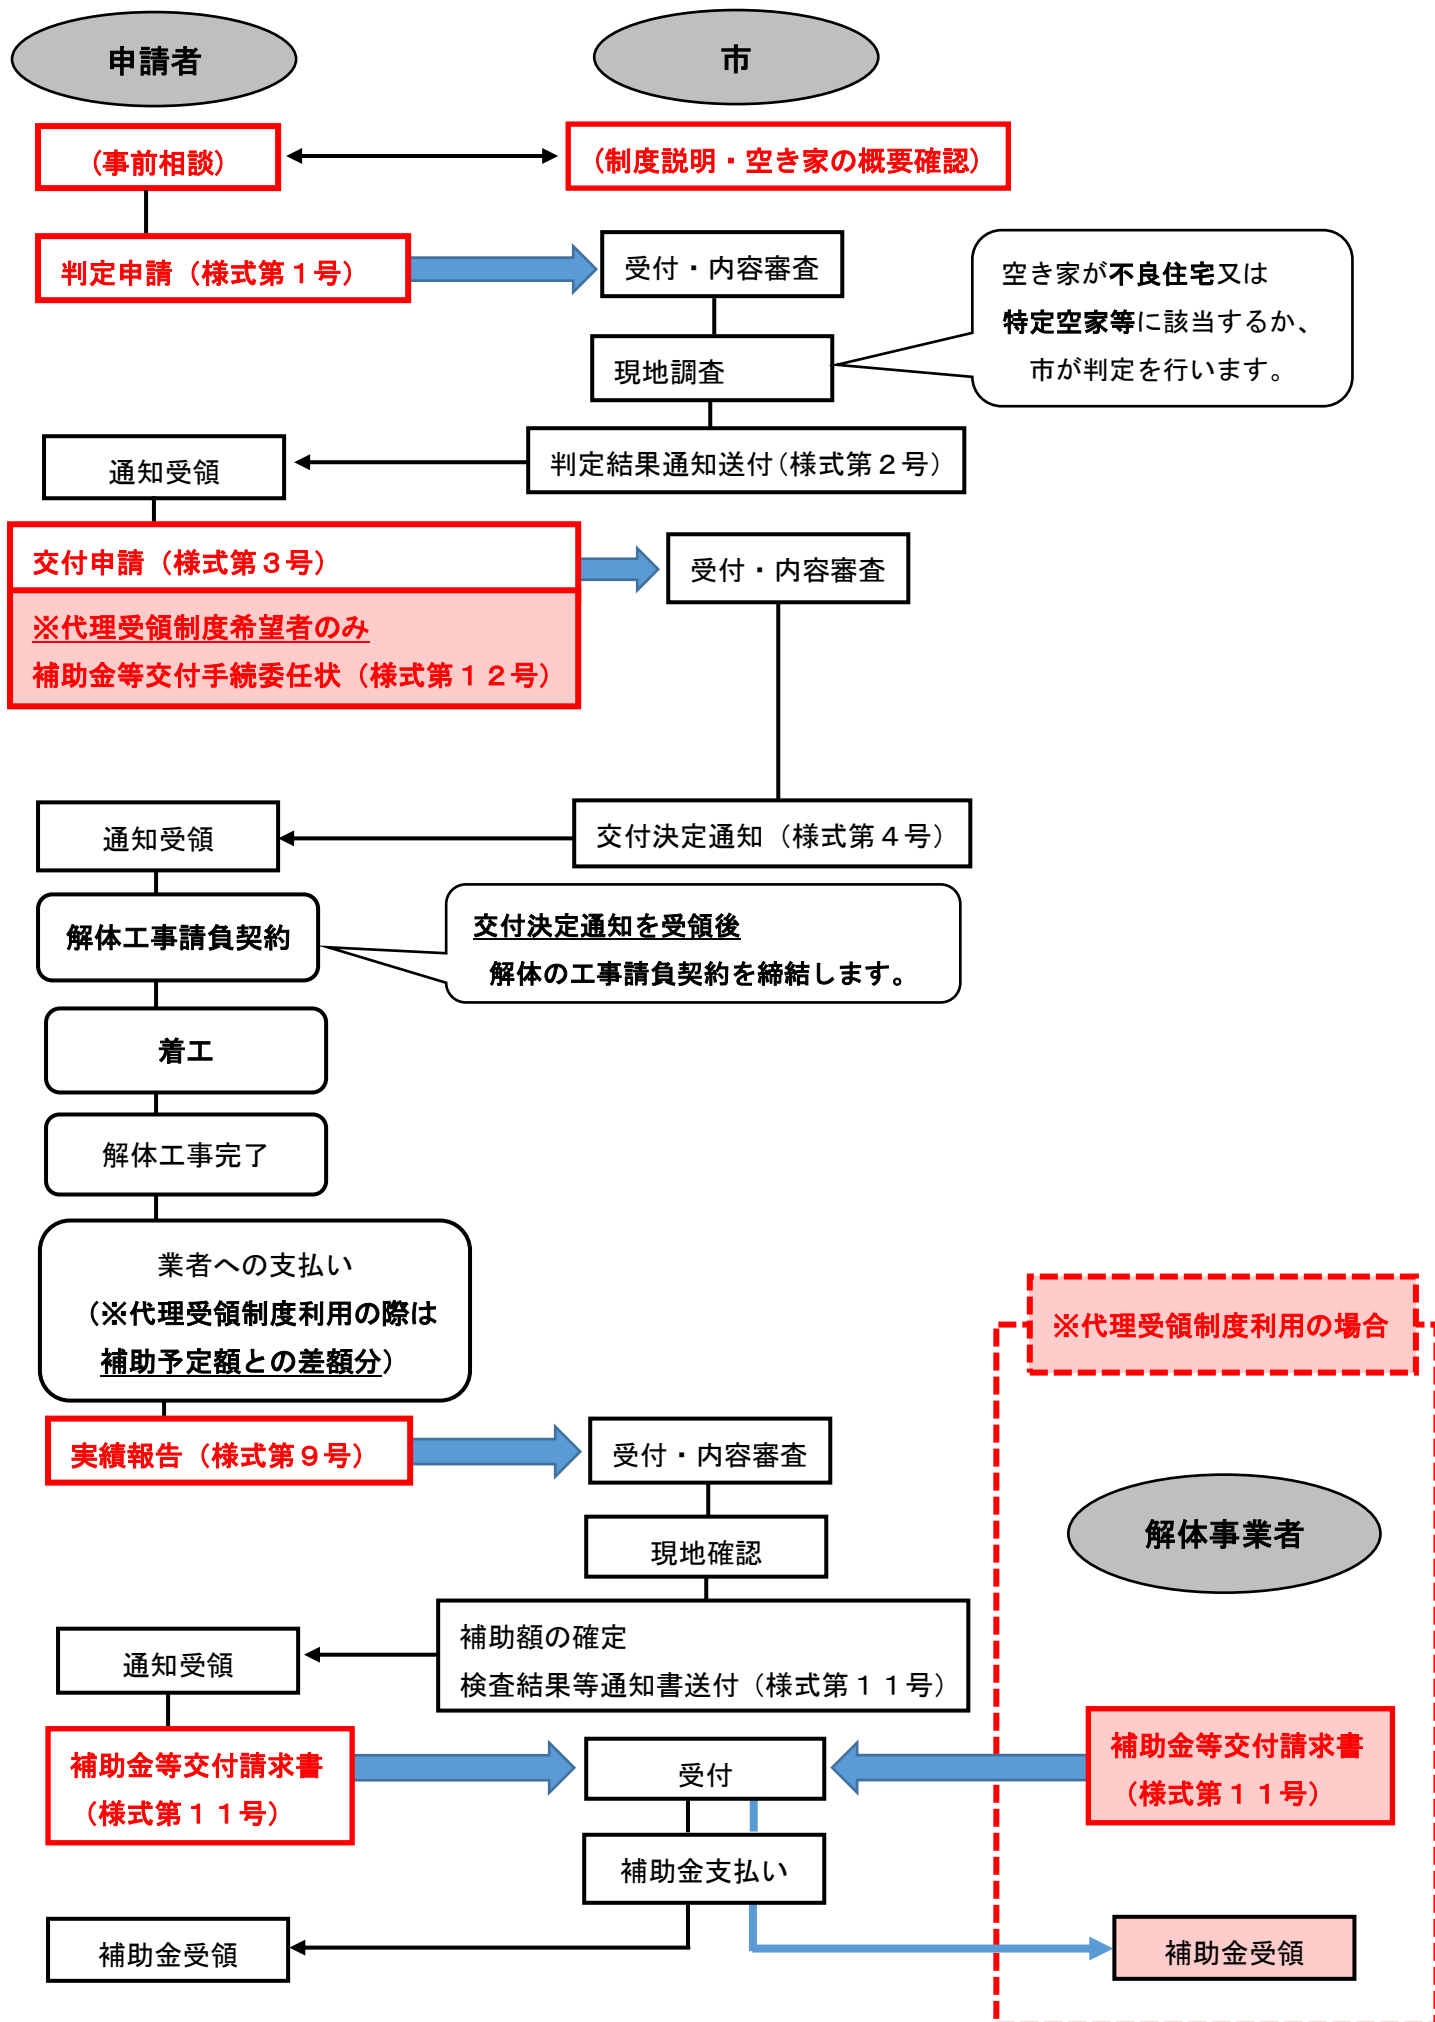 申請者
市
（事前相談）
（制度説明・空き家の概要確認）
判定申請（様式第１号）
受付・内容審査
空き家が不良住宅又は
特定空家等に該当するか、
市が判定を行います。
現地調査
通知受領
判定結果通知送付（様式第２号）
交付申請（様式第３号）
受付・内容審査
※代理受領制度希望者のみ
補助金等交付手続委任状（様式第１２号）
通知受領
交付決定通知（様式第４号）
解体工事請負契約
交付決定通知を受領後
解体の工事請負契約を締結します。
着工
解体工事完了
業者への支払い
（※代理受領制度利用の際は
補助予定額との差額分）
※代理受領制度利用の場合
実績報告（様式第９号）
受付・内容審査
解体事業者
現地確認
通知受領
補助額の確定
検査結果等通知書送付（様式第１１号）
補助金等交付請求書
（様式第１１号）
受付
補助金等交付請求書
（様式第１１号）
補助金支払い
補助金受領
補助金受領